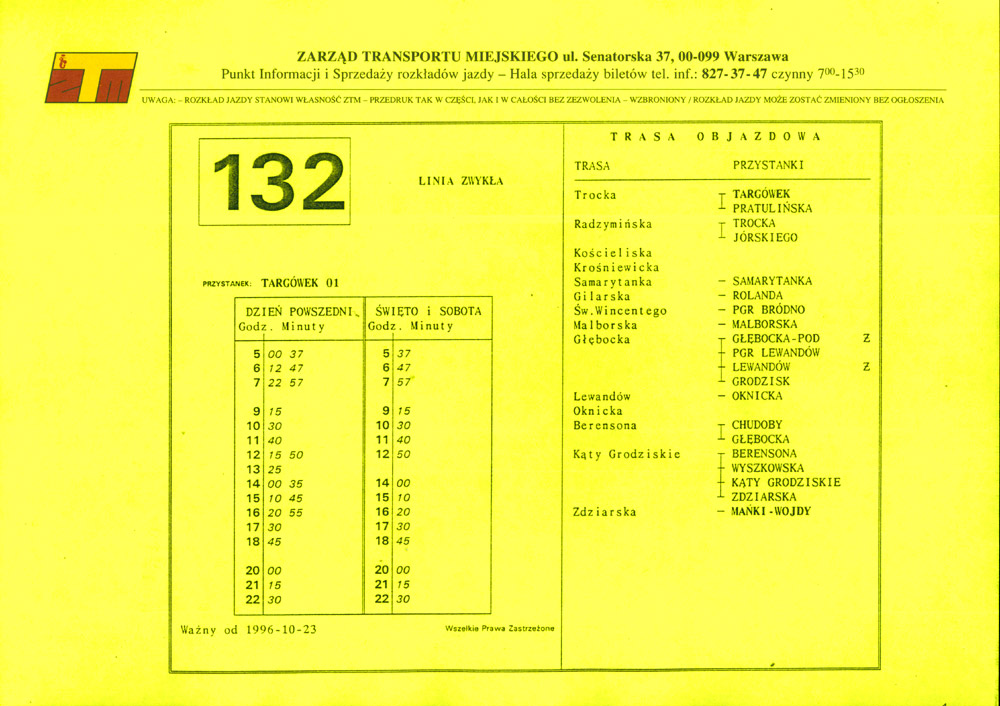 ZTM
ZARZĄD TRANSPORTU MIEJSKIEGO ul. Senatorska 37, 00-099 Warszawa
Punkt Informacji i Sprzedaży rozkładów jazdy – Hala sprzedaży biletów tel. inf.: 827-37-47 czynny 7⁰⁰-15³⁰
UWAGA: – ROZKŁAD JAZDY STANOWI WŁASNOŚĆ ZTM – PRZEDRUK TAK W CZĘŚCI, JAK I W CAŁOŚCI BEZ ZEZWOLENIA – WZBRONIONY / ROZKŁAD JAZDY MOŻE ZOSTAĆ ZMIENIONY BEZ OGŁOSZENIA
132
LINIA ZWYKŁA
PRZYSTANEK: TARGÓWEK 01
DZIEŃ POWSZEDNI ŚWIĘTO i SOBOTA
Godz. Minuty Godz. Minuty
5 00 37 5 37
6 12 47 6 47
7 22 57 7 57
9 15 9 15
10 30 10 30
11 40 11 40
12 15 50 12 50
13 25
14 00 35 14 00
15 10 45 15 10
16 20 55 16 20
17 30 17 30
18 45 18 45
20 00 20 00
21 15 21 15
22 30 22 30
Ważny od 1996-10-23 Wszelkie Prawa Zastrzeżone
TRASA OBJAZDOWA
TRASA PRZYSTANKI
Trocka TARGÓWEK
PRATULIŃSKA
Radzymińska TROCKA
JÓRSKIEGO
Kościeliska
Krośniewicka
Samarytanka – SAMARYTANKA
Gilarska – ROLANDA
Św.Wincentego – PGR BRÓDNO
Malborska – MALBORSKA
Głębocka GŁĘBOCKA-POD Z
PGR LEWANDÓW
LEWANDÓW Z
GRODZISK
Lewandów – OKNICKA
Oknicka
Berensona CHUDOBY
GŁĘBOCKA
Kąty Grodziskie BERENSONA
WYSZKOWSKA
KĄTY GRODZISKIE
ZDZIARSKA
Zdziarska – MAŃKI-WOJDY